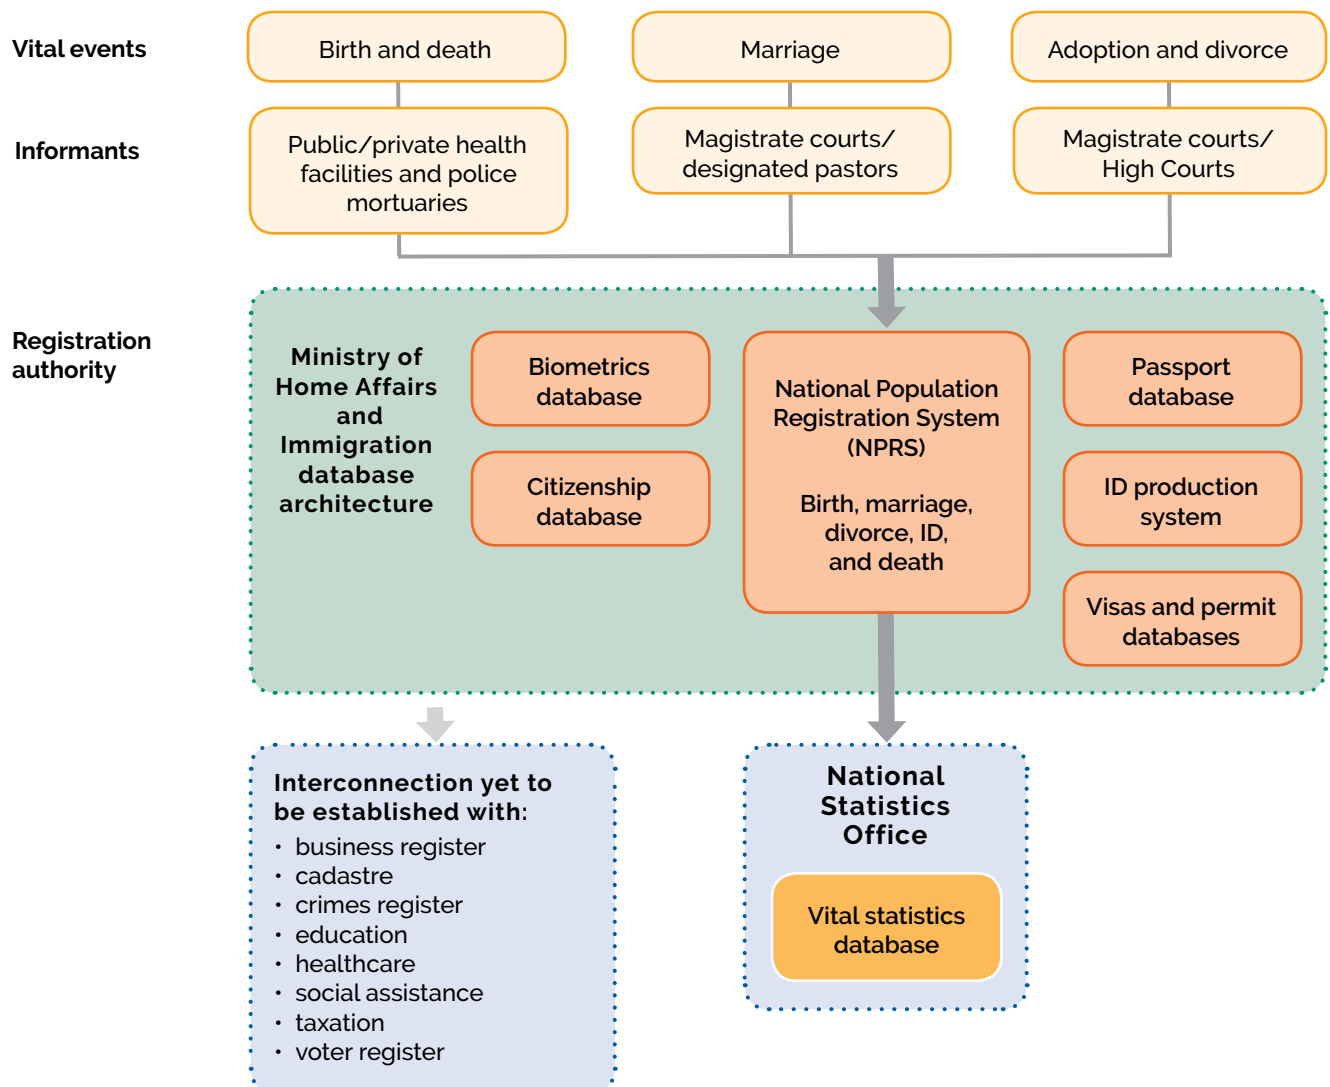 Vital events
Birth and death
Marriage
Adoption and divorce
Informants
Public/private health
facilities and police
mortuaries
Magistrate courts/
designated pastors
Magistrate courts/
High Courts
Registration
authority
Ministry of
Home Affairs
and
Immigration
database
architecture
Biometrics
database
Citizenship
database
National Population
Registration System
(NPRS)
Birth, marriage,
divorce, ID,
and death
Passport
database
ID production
system
Visas and permit
databases
Interconnection yet to
be established with:
• business register
• cadastre
• crimes register
• education
• healthcare
• social assistance
• taxation
• voter register
National
Statistics
Office
Vital statistics
database